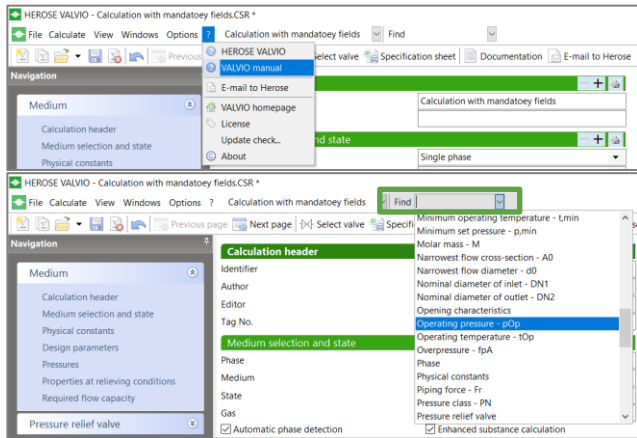 HEROSE VALVIO - Calculation with mandatoey fields.CSR *
File Calculate View Windows Options ? Calculation with mandatoey fields Find
Previous
HEROSE VALVIO
Select valve Specification sheet Documentation E-mail to Herose
VALVIO manual
Navigation
E-mail to Herose
Medium
VALVIO homepage
Calculation with mandatoey fields
Calculation header
License
Medium selection and state
Update check...
nd state
Physical constants
About
Single phase
HEROSE VALVIO - Calculation with mandatoey fields.CSR *
File Calculate View Windows Options ? Calculation with mandatoey fields Find
Previous page Next page Select valve Specifi
Navigation
Medium
Calculation header
Medium selection and state
Physical constants
Design parameters
Pressures
Properties at relieving conditions
Required flow capacity
Pressure relief valve
Calculation header
Identifier
Author
Editor
Tag No.
Medium selection and state
Phase
Medium
State
Gas
Automatic phase detection
Minimum operating temperature - t,min
Minimum set pressure - p,min
Molar mass - M
Narrowest flow cross-section - A0
Narrowest flow diameter - d0
Nominal diameter of inlet - DN1
Nominal diameter of outlet - DN2
Opening characteristics
Operating pressure - pOp
Operating temperature - tOp
Overpressure - fpA
Phase
Physical constants
Piping force - Fr
Pressure class - PN
Pressure relief valve
Enhanced substance calculation